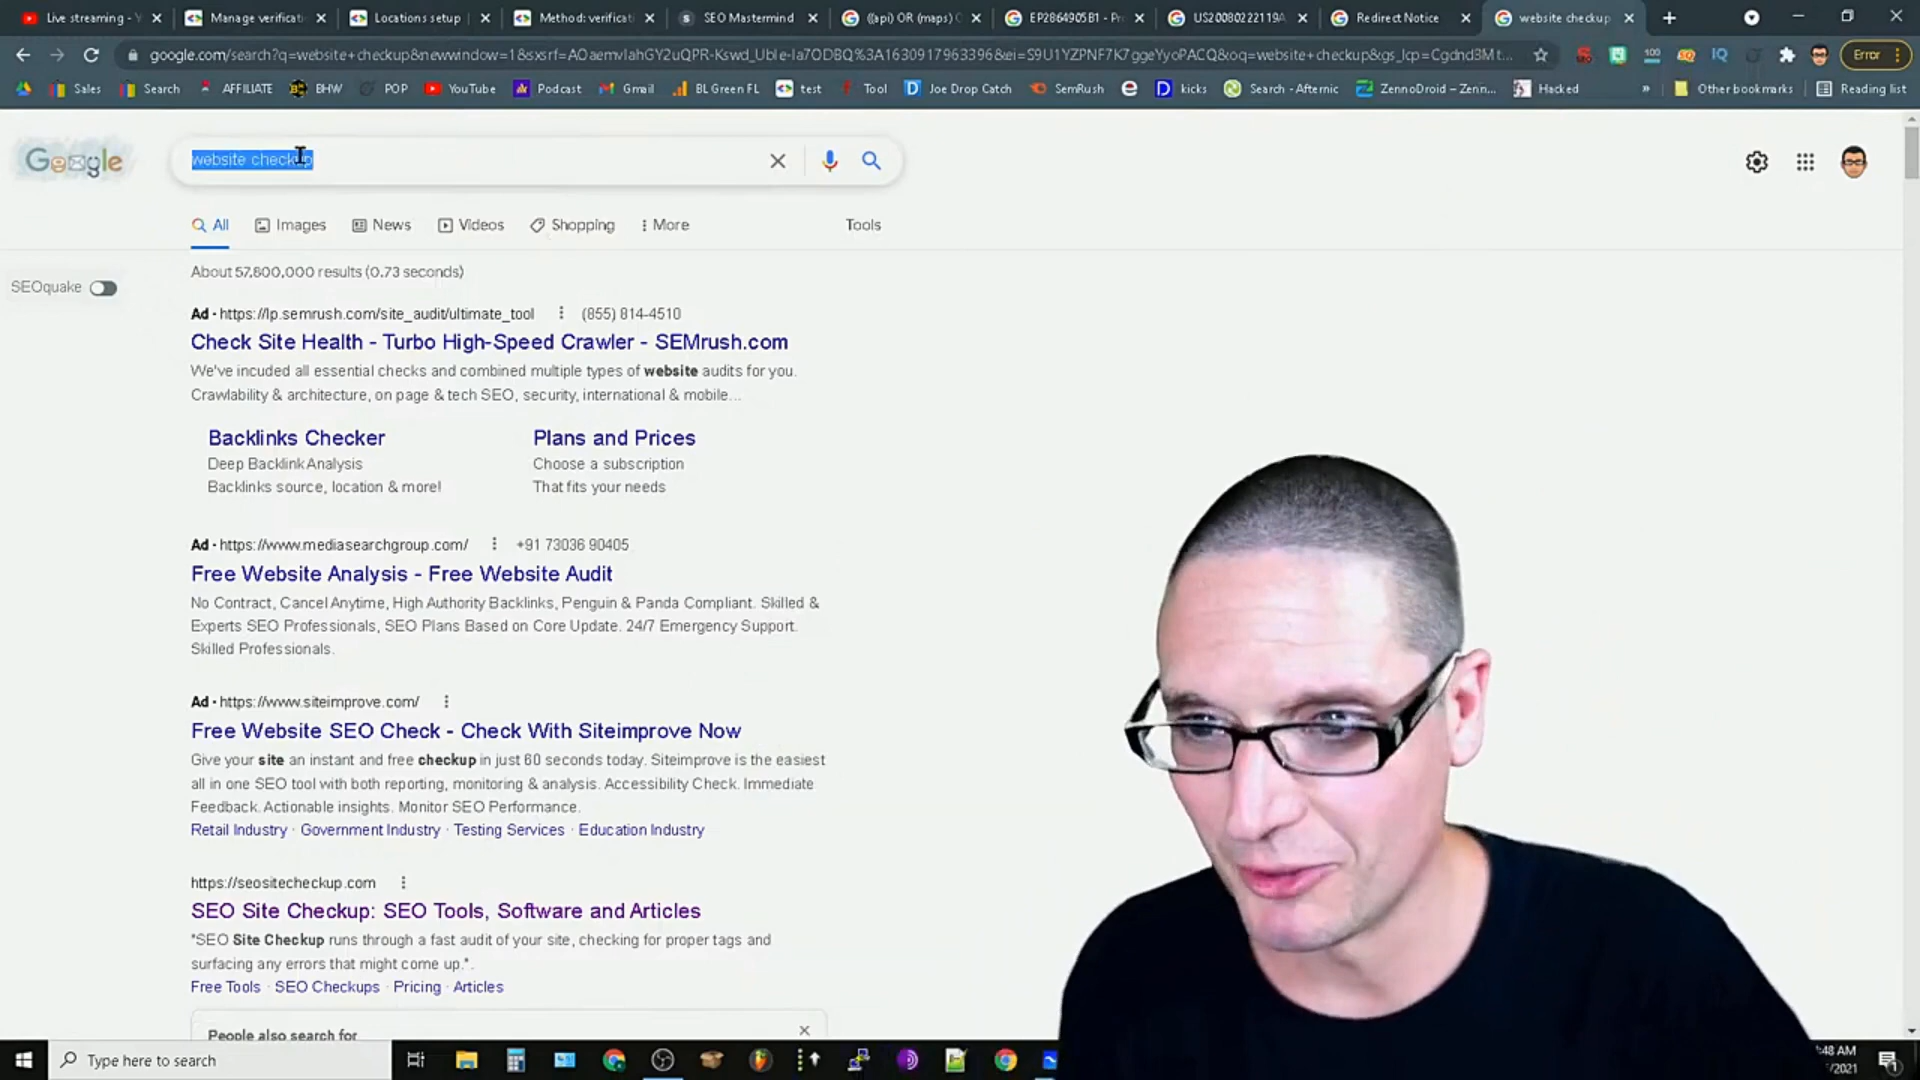 Live streaming - Y
Manage verificati
Locations setup
Method: verificati
SEO Mastermind
((api) OR (maps) (
EP2864905B1 - Pr
US20080222119A
Redirect Notice
website checkup
google.com/search?q=website+checkup&newwindow=1&sxsrf=AOaemvIahGY2uQPR-Kswd_Uble-Ia7ODBQ%3A1630917963396&ei=S9U1YZPNF7K7ggeYyoPACQ&oq=website+checkup&gs_lcp=Cgdnd3Mt...
100
IQ
Error
Sales
Search
AFFILIATE
BHW
POP
YouTube
Podcast
Gmail
BL Green FL
test
Tool
Joe Drop Catch
SemRush
kicks
Search - Afternic
ZennoDroid – Zenn...
Hacked
»
Other bookmarks
Reading list
Google
website checkup
All
Images
News
Videos
Shopping
More
Tools
About 57,800,000 results (0.73 seconds)
SEOquake
Ad · https://lp.semrush.com/site_audit/ultimate_tool (855) 814-4510
Check Site Health - Turbo High-Speed Crawler - SEMrush.com
We've incuded all essential checks and combined multiple types of website audits for you.
Crawlability & architecture, on page & tech SEO, security, international & mobile...
Backlinks Checker
Deep Backlink Analysis
Backlinks source, location & more!
Plans and Prices
Choose a subscription
That fits your needs
Ad · https://www.mediasearchgroup.com/ +91 73036 90405
Free Website Analysis - Free Website Audit
No Contract, Cancel Anytime, High Authority Backlinks, Penguin & Panda Compliant. Skilled &
Experts SEO Professionals, SEO Plans Based on Core Update. 24/7 Emergency Support.
Skilled Professionals.
Ad · https://www.siteimprove.com/
Free Website SEO Check - Check With Siteimprove Now
Give your site an instant and free checkup in just 60 seconds today. Siteimprove is the easiest
all in one SEO tool with both reporting, monitoring & analysis. Accessibility Check. Immediate
Feedback. Actionable insights. Monitor SEO Performance.
Retail Industry · Government Industry · Testing Services · Education Industry
https://seositecheckup.com
SEO Site Checkup: SEO Tools, Software and Articles
"SEO Site Checkup runs through a fast audit of your site, checking for proper tags and
surfacing any errors that might come up.".
Free Tools · SEO Checkups · Pricing · Articles
People also search for
Type here to search
:48 AM
/2021
1